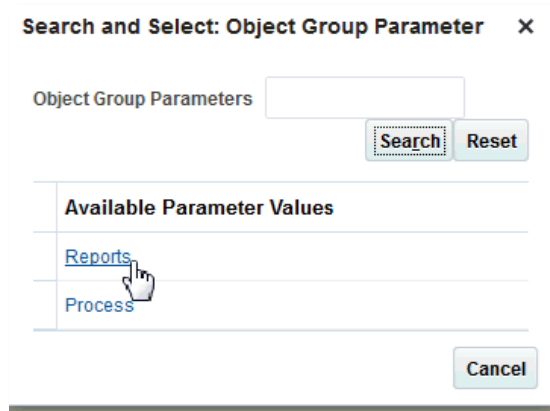 Search and Select: Object Group Parameter ×
Object Group Parameters
Search Reset
Available Parameter Values
Reports
Process
Cancel